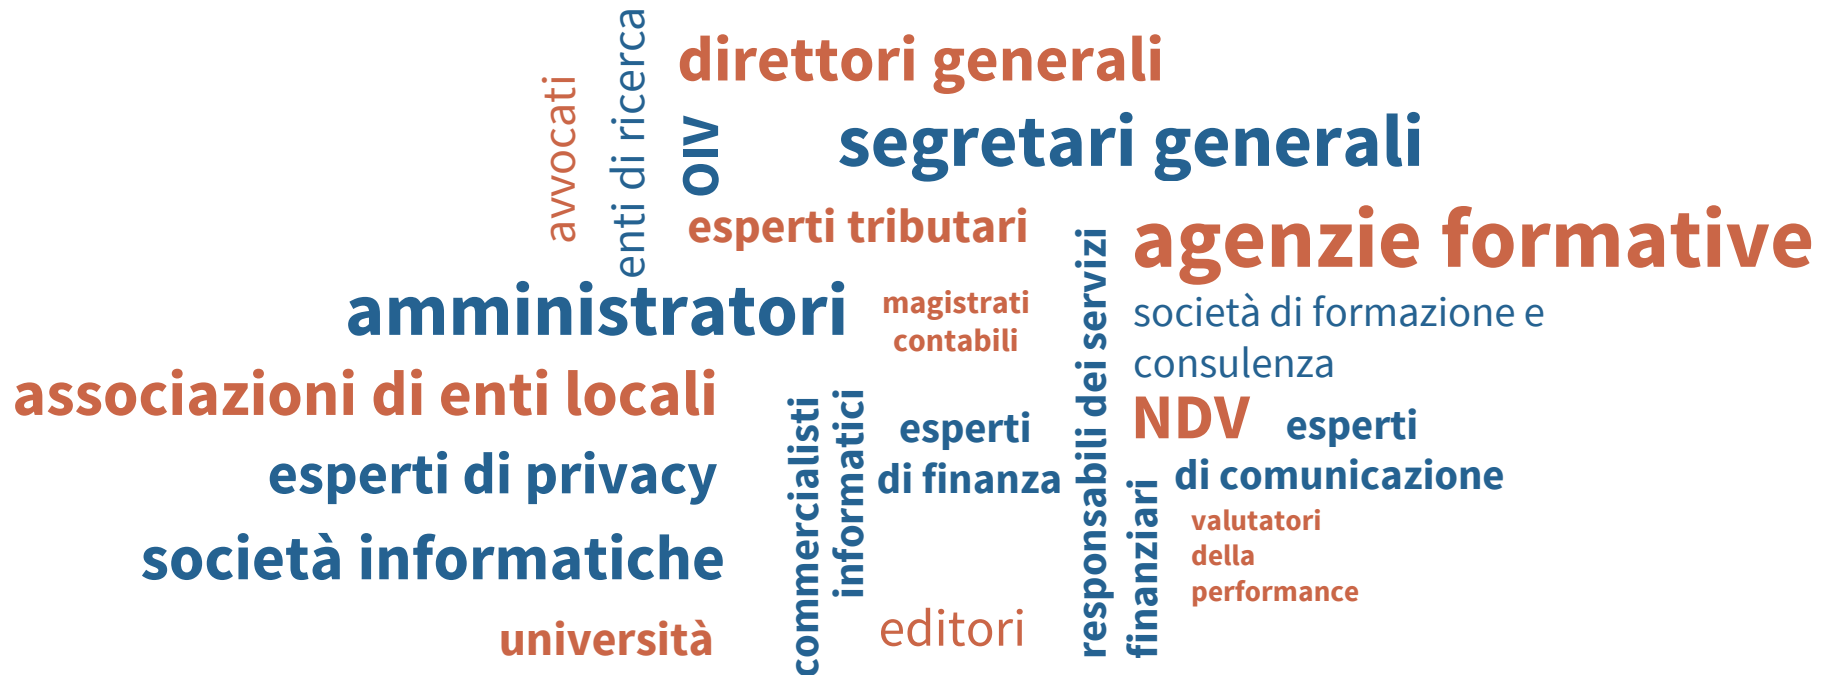 avvocati
enti di ricerca
direttori generali
OIV
segretari generali
esperti tributari
agenzie formative
amministratori
magistrati
contabili
responsabili dei servizi
finanziari
società di formazione e
consulenza
associazioni di enti locali
commercialisti
informatici
esperti
di finanza
NDV
esperti
di comunicazione
esperti di privacy
valutatori
della
performance
società informatiche
editori
università